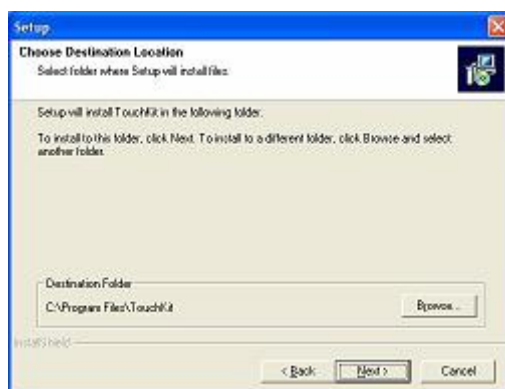 Setup
Choose Destination Location
Select folder where Setup will install files.
Setup will install TouchKit in the following folder.
To install to this folder, click Next. To install to a different folder, click Browse and select
another folder.
Destination Folder
C:\Program Files\TouchKit
Browse...
InstallShield
< Back
Next >
Cancel